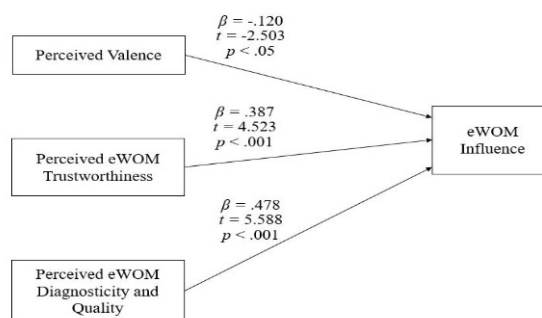 β = -.120
t = -2.503
p < .05
Perceived Valence
β = .387
t = 4.523
p < .001
eWOM
Influence
Perceived eWOM
Trustworthiness
β = .478
t = 5.588
p < .001
Perceived eWOM
Diagnosticity and
Quality